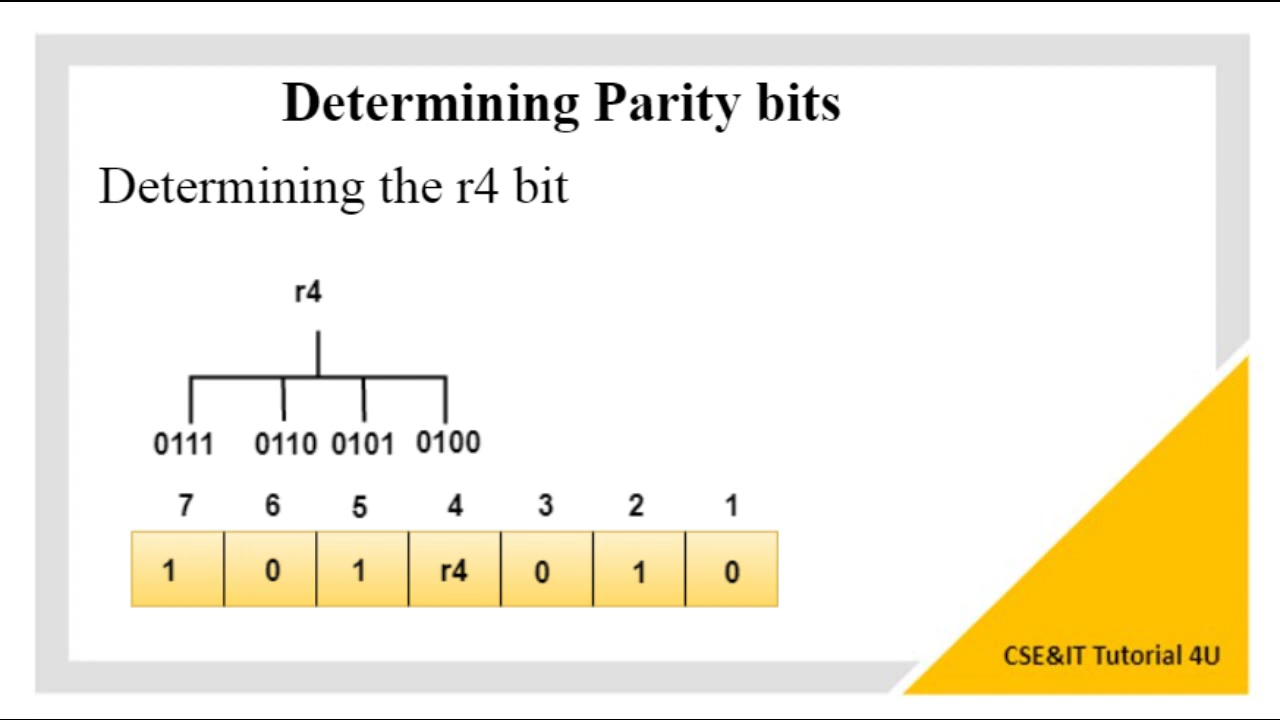 Determining Parity bits
Determining the r4 bit
r4
0111 0110 0101 0100
7 6 5 4 3 2 1
1 0 1 r4 0 1 0
CSE&IT Tutorial 4U